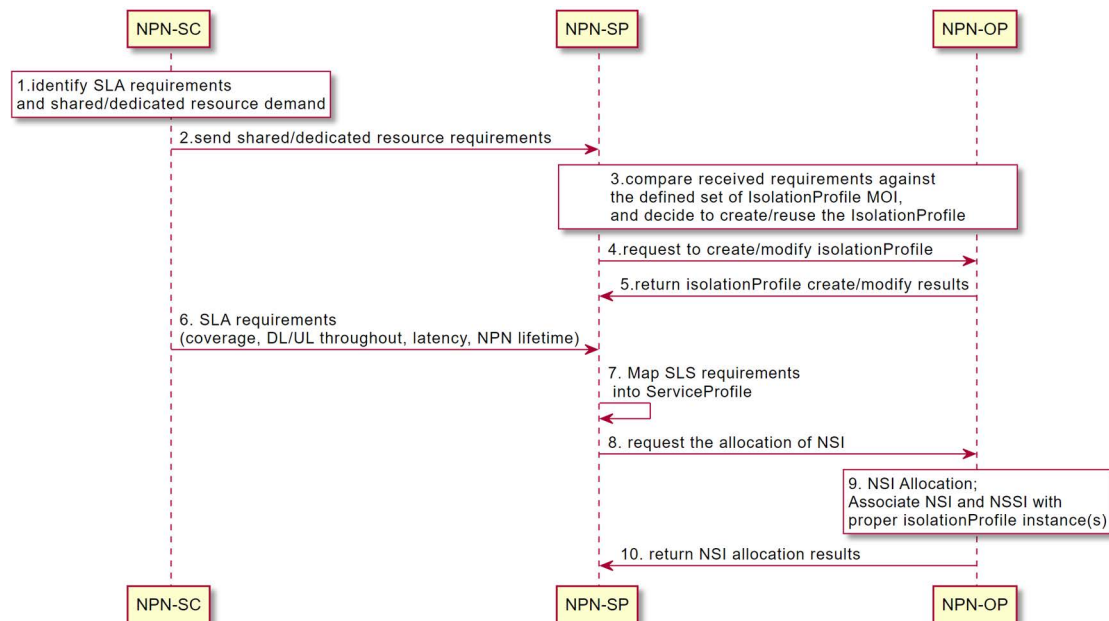 NPN-SC
NPN-SP
NPN-OP
1.identify SLA requirements
and shared/dedicated resource demand
2.send shared/dedicated resource requirements
3.compare received requirements against
the defined set of IsolationProfile MOI,
and decide to create/reuse the IsolationProfile
4.request to create/modify isolationProfile
5.return isolationProfile create/modify results
6. SLA requirements
(coverage, DL/UL throughout, latency, NPN lifetime)
7. Map SLS requirements
into ServiceProfile
8. request the allocation of NSI
9. NSI Allocation;
Associate NSI and NSSI with
proper isolationProfile instance(s)
10. return NSI allocation results
NPN-SC
NPN-SP
NPN-OP